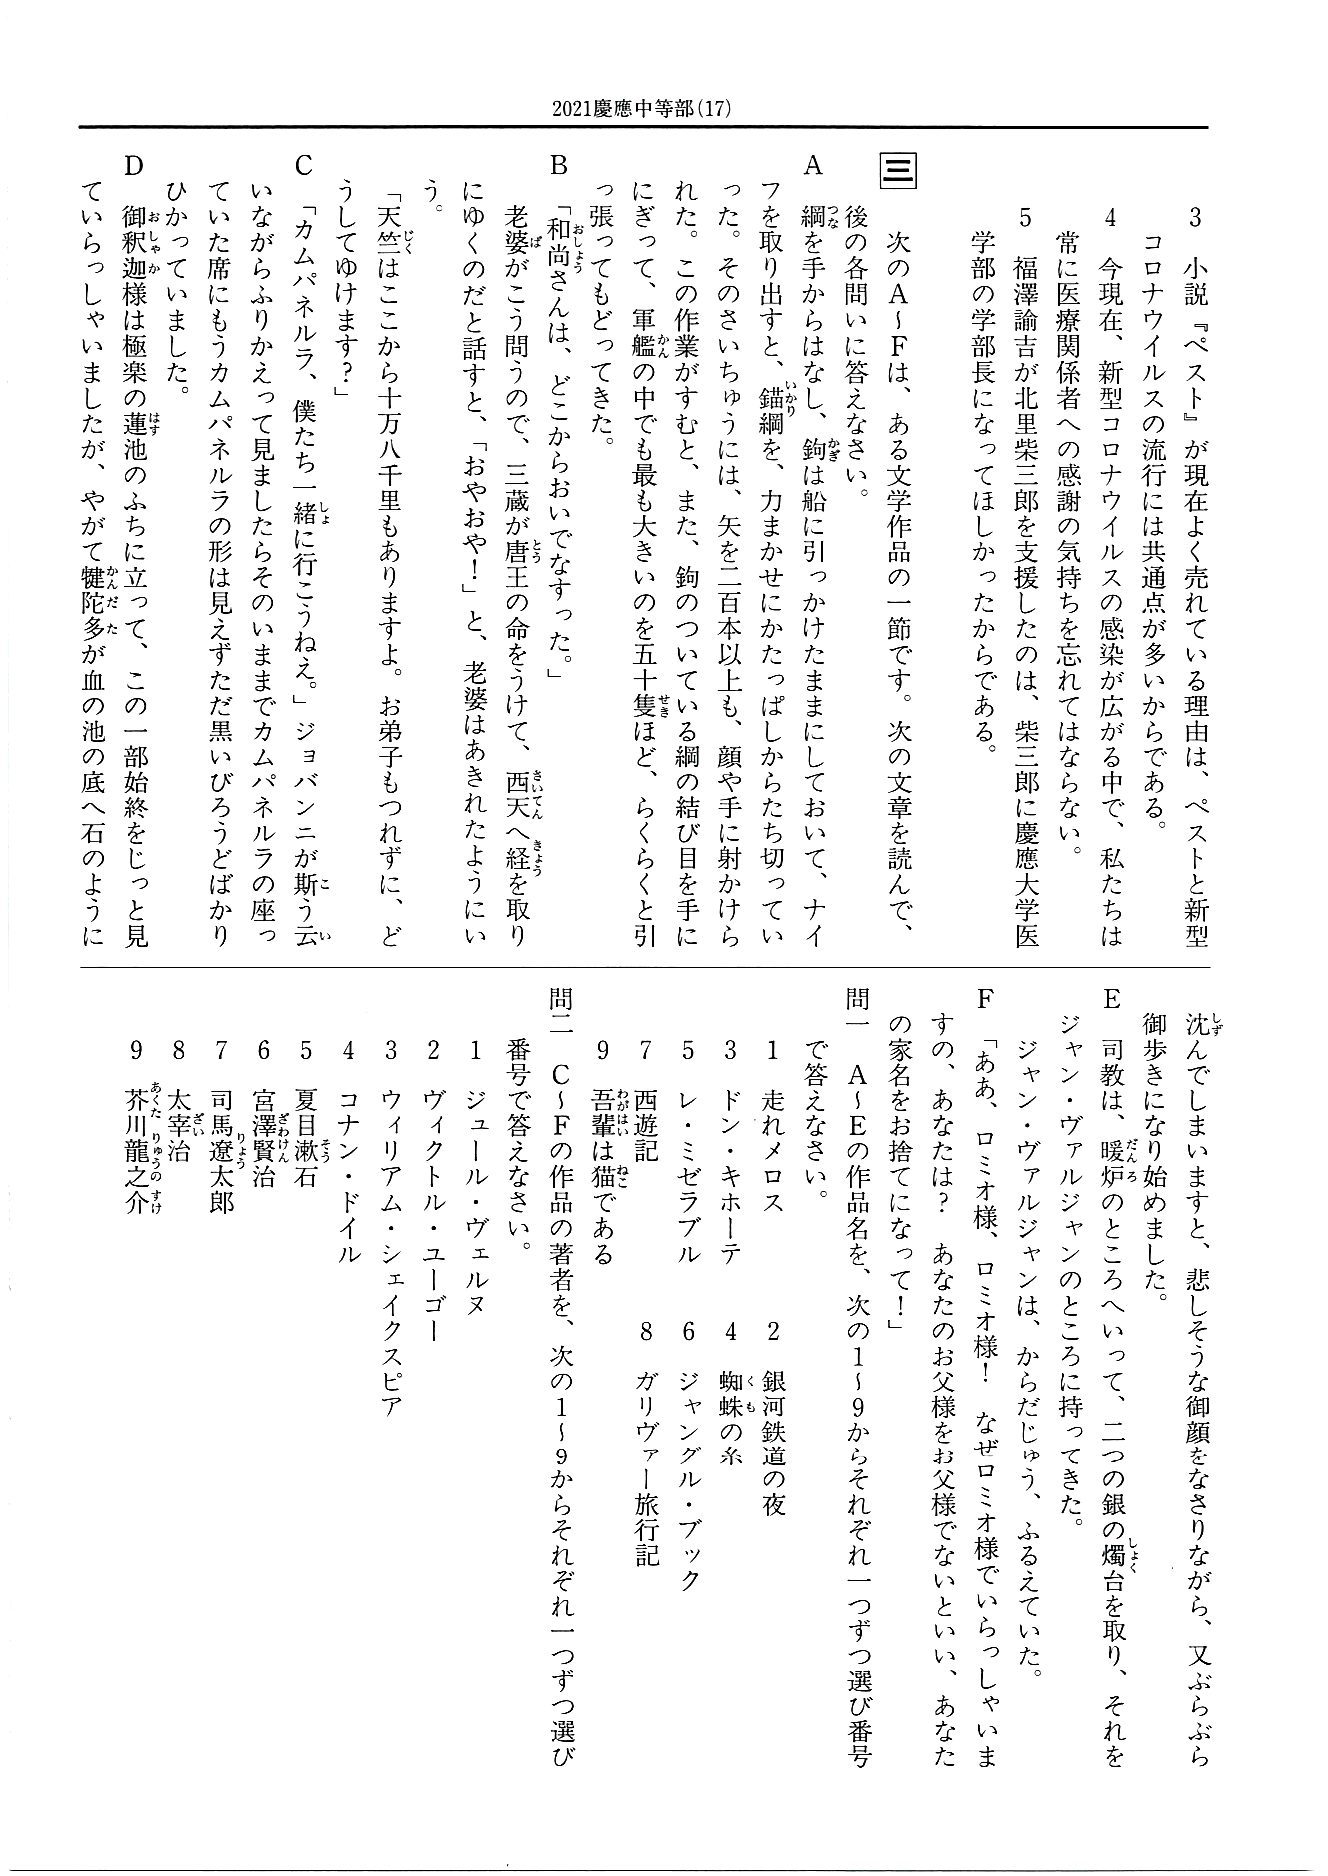 2021慶應中等部(17)
3　小説『ペスト』が現在よく売れている理由は、ペストと新型
コロナウイルスの流行には共通点が多いからである。
4　今現在、新型コロナウイルスの感染が広がる中で、私たちは
常に医療関係者への感謝の気持ちを忘れてはならない。
5　福澤諭吉が北里柴三郎を支援したのは、柴三郎に慶應大学医
学部の学部長になってほしかったからである。
三　次のA～Fは、ある文学作品の一節です。次の文章を読んで、
後の各問いに答えなさい。
A　綱を手からはなし、鉤は船に引っかけたままにしておいて、ナイ
フを取り出すと、錨綱を、力まかせにかたっぱしからたち切ってい
った。そのさいちゅうには、矢を二百本以上も、顔や手に射かけら
れた。この作業がすむと、また、鉤のついている綱の結び目を手に
にぎって、軍艦の中でも最も大きいのを五十隻ほど、らくらくと引
っ張ってもどってきた。
B　「和尚さんは、どこからおいでなすった。」
老婆がこう問うので、三蔵が唐王の命をうけて、西天へ経を取り
にゆくのだと話すと、「おやおや！」と、老婆はあきれたようにい
う。
「天竺はここから十万八千里もありますよ。お弟子もつれずに、ど
うしてゆけます？」
C　「カムパネルラ、僕たち一緒に行こうねえ。」ジョバンニが斯う云
いながらふりかえって見ましたらそのいままでカムパネルラの座っ
ていた席にもうカムパネルラの形は見えずただ黒いびろうどばかり
ひかっていました。
D　御釈迦様は極楽の蓮池のふちに立って、この一部始終をじっと見
ていらっしゃいましたが、やがて犍陀多が血の池の底へ石のように
沈んでしまいますと、悲しそうな御顔をなさりながら、又ぶらぶら
御歩きになり始めました。
E　司教は、暖炉のところへいって、二つの銀の燭台を取り、それを
ジャン・ヴァルジャンのところに持ってきた。
ジャン・ヴァルジャンは、からだじゅう、ふるえていた。
F　「ああ、ロミオ様、ロミオ様！　なぜロミオ様でいらっしゃいま
すの、あなたは？　あなたのお父様をお父様でないといい、あなた
の家名をお捨てになって！」
問一　A～Eの作品名を、次の1～9からそれぞれ一つずつ選び番号
で答えなさい。
1　走れメロス　2　銀河鉄道の夜
3　ドン・キホーテ　4　蜘蛛の糸
5　レ・ミゼラブル　6　ジャングル・ブック
7　西遊記　8　ガリヴァー旅行記
9　吾輩は猫である
問二　C～Fの作品の著者を、次の1～9からそれぞれ一つずつ選び
番号で答えなさい。
1　ジュール・ヴェルヌ
2　ヴィクトル・ユーゴー
3　ウィリアム・シェイクスピア
4　コナン・ドイル
5　夏目漱石
6　宮澤賢治
7　司馬遼太郎
8　太宰治
9　芥川龍之介